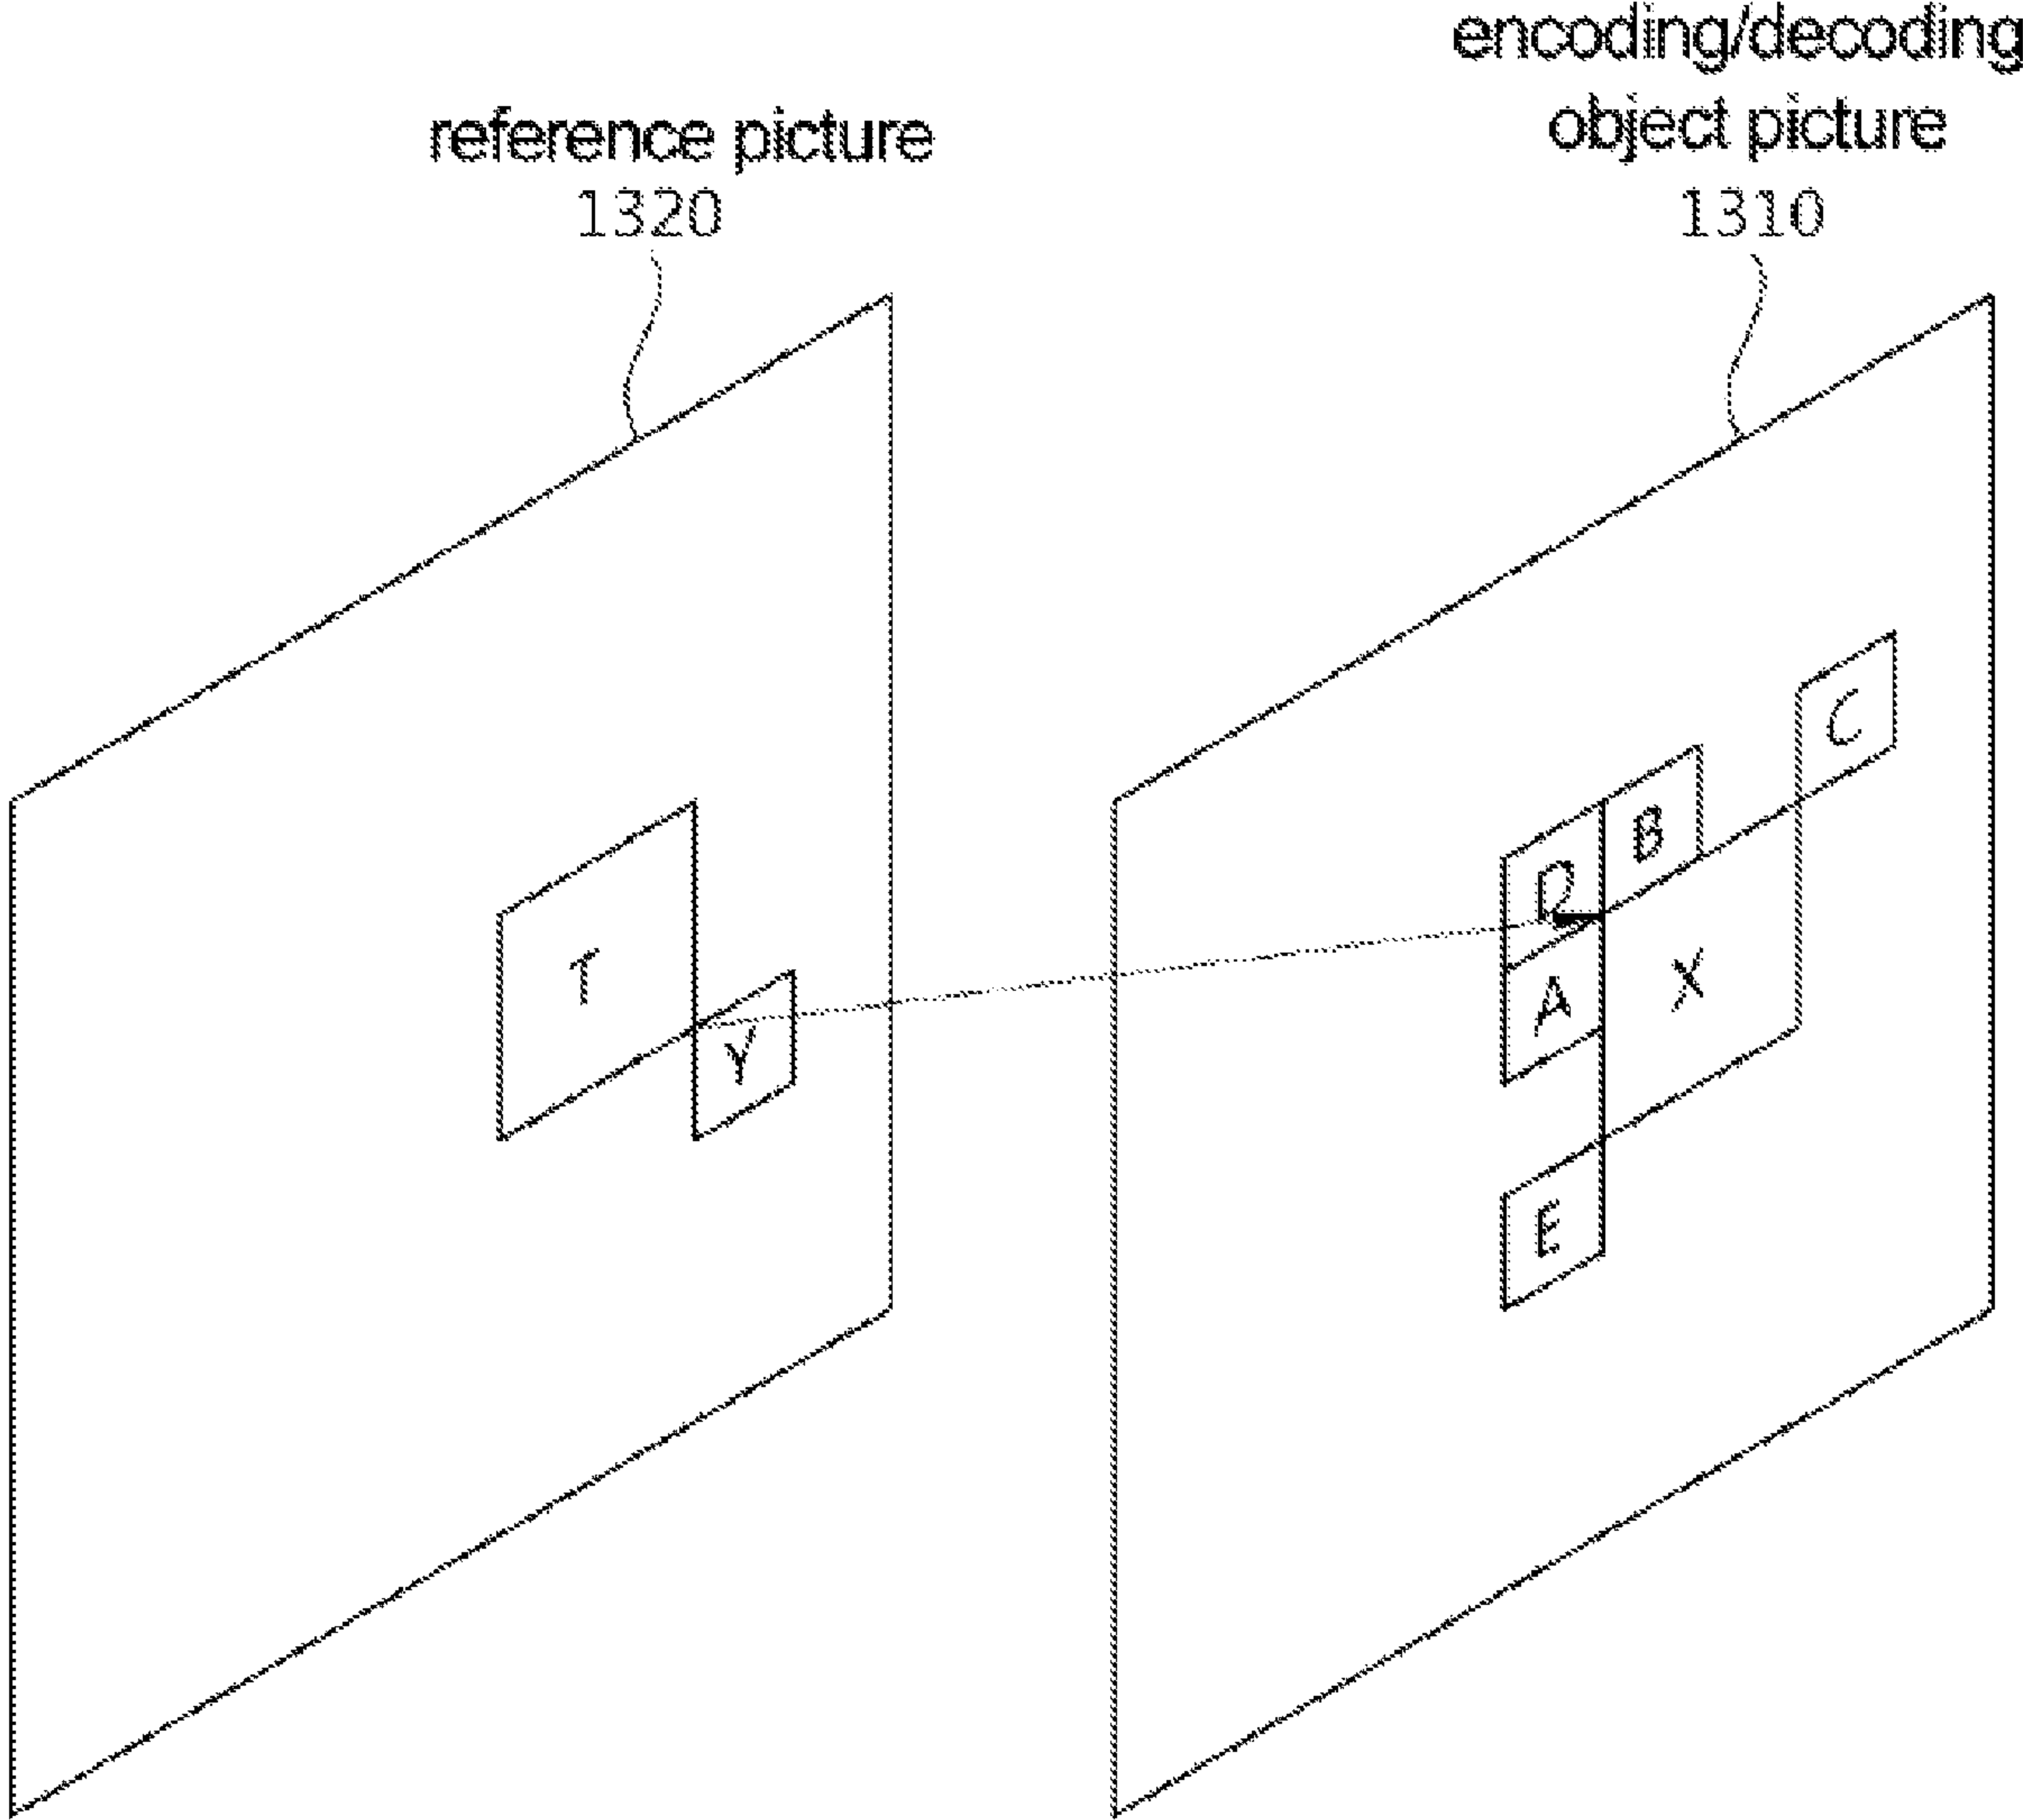 encoding/decoding
object picture
1310
reference picture
1320
C
B
D
T
A
X
Y
E